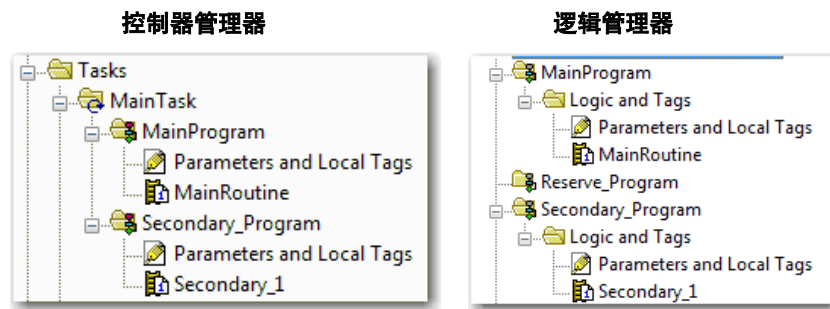 控制器管理器
Tasks
MainTask
MainProgram
Parameters and Local Tags
MainRoutine
Secondary_Program
Parameters and Local Tags
Secondary_1
逻辑管理器
MainProgram
Logic and Tags
Parameters and Local Tags
MainRoutine
Reserve_Program
Secondary_Program
Logic and Tags
Parameters and Local Tags
Secondary_1